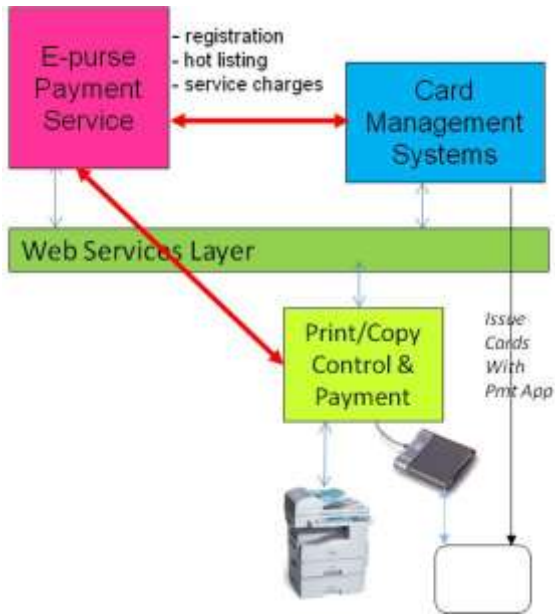 E-purse
Payment
Service
- registration
- hot listing
- service charges
Card
Management
Systems
Web Services Layer
Print/Copy
Control &
Payment
Issue
Cards
With
Pmt App